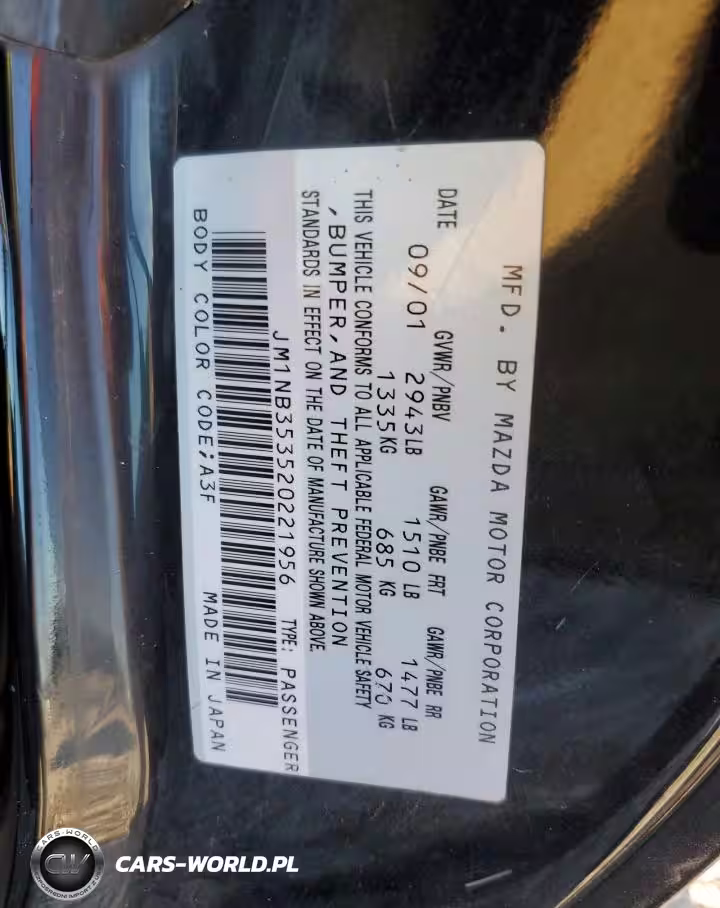 MFD. BY MAZDA MOTOR CORPORATION
DATE GVWR/PNBV GAWR/PNBE FRT GAWR/PNBE RR
09/01 2943LB 1510 LB 1477 LB
1335KG 685 KG 670 KG
THIS VEHICLE CONFORMS TO ALL APPLICABLE FEDERAL MOTOR VEHICLE SAFETY
,BUMPER,AND THEFT PREVENTION
STANDARDS IN EFFECT ON THE DATE OF MANUFACTURE SHOWN ABOVE.
JM1NB353520221956 TYPE: PASSENGER
BODY COLOR CODE;A3F MADE IN JAPAN
CARS-WORLD
CW
CARS-WORLD.PL